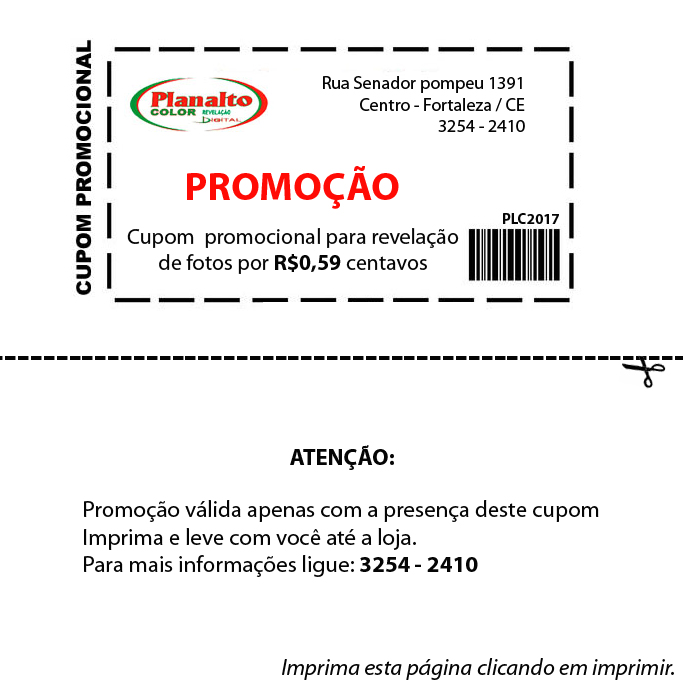 CUPOM PROMOCIONAL
Planalto
COLOR REVELAÇÃO
DIGITAL
Rua Senador pompeu 1391
Centro - Fortaleza / CE
3254 - 2410
PROMOÇÃO
PLC2017
Cupom promocional para revelação
de fotos por R$0,59 centavos
ATENÇÃO:
Promoção válida apenas com a presença deste cupom
Imprima e leve com você até a loja.
Para mais informações ligue: 3254 - 2410
Imprima esta página clicando em imprimir.